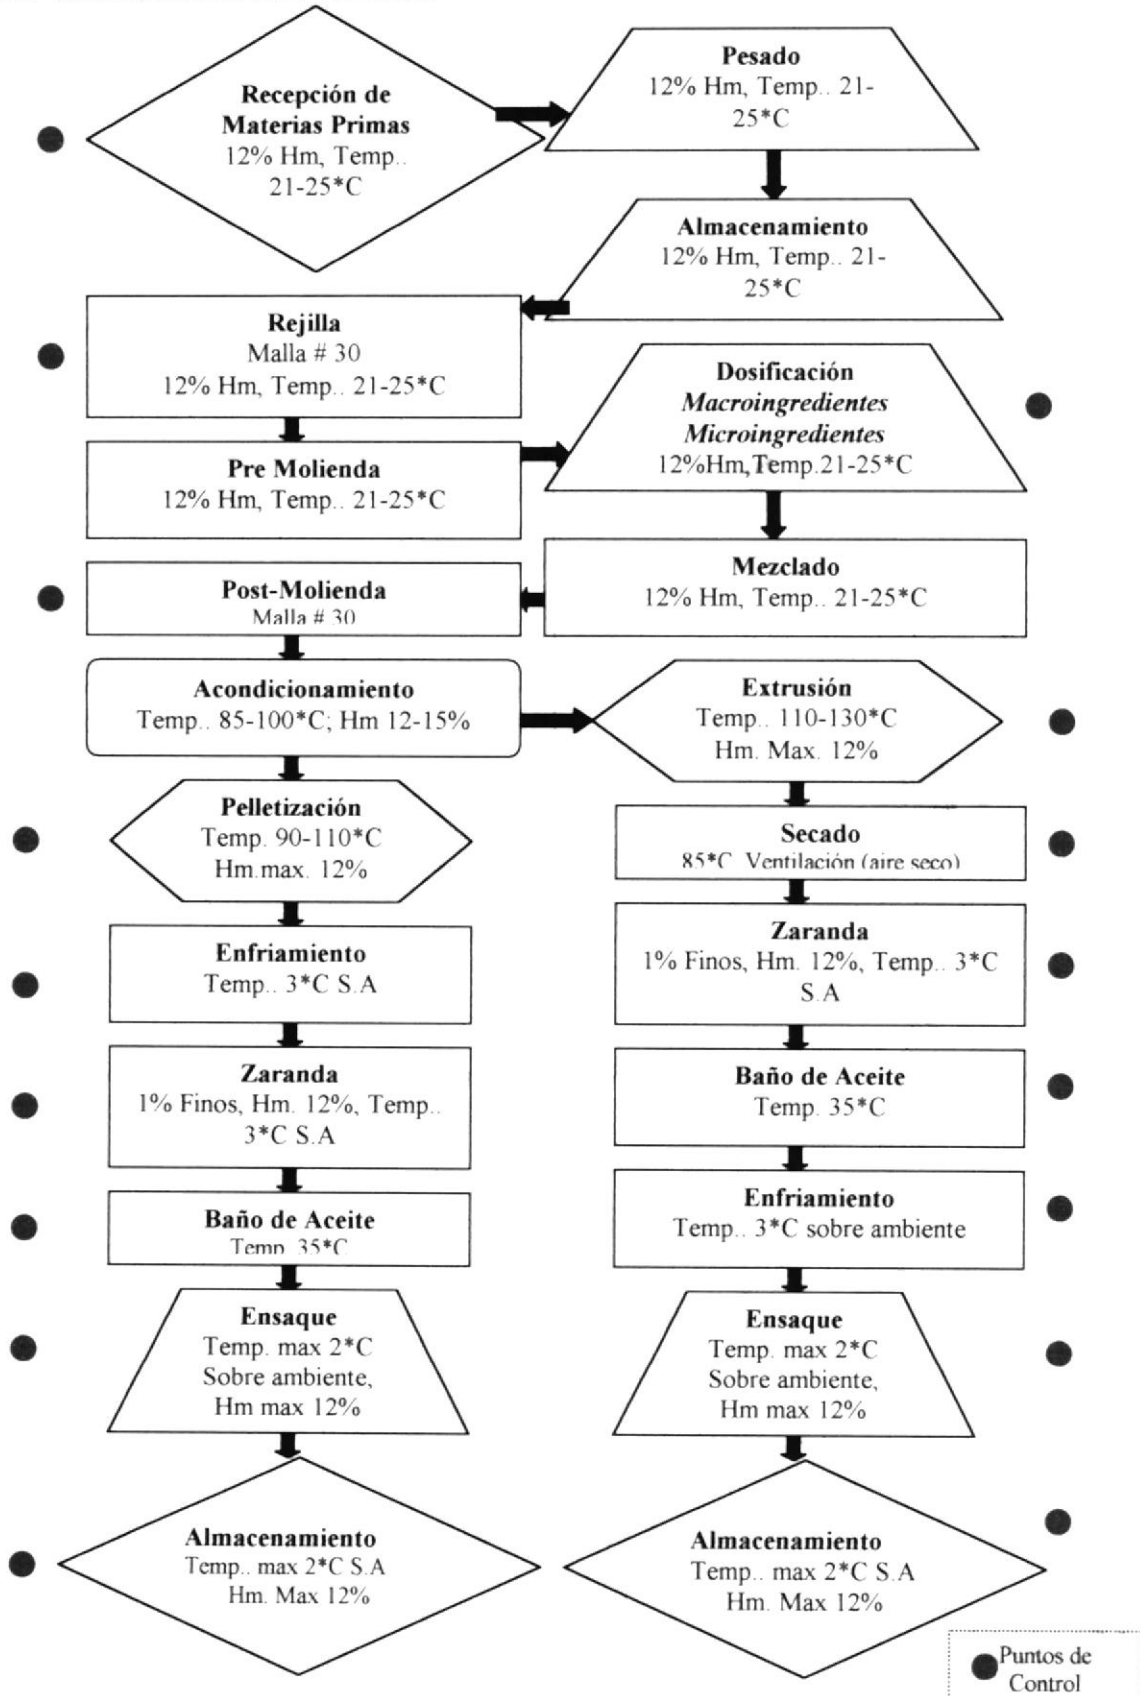 Recepción de
Materias Primas
12% Hm, Temp..
21-25*C
Pesado
12% Hm, Temp.. 21-
25*C
Almacenamiento
12% Hm, Temp.. 21-
25*C
Rejilla
Malla # 30
12% Hm, Temp.. 21-25*C
Pre Molienda
12% Hm, Temp.. 21-25*C
Dosificación
Macroingredientes
Microingredientes
12%Hm,Temp.21-25*C
Mezclado
12% Hm, Temp.. 21-25*C
Post-Molienda
Malla # 30
Acondicionamiento
Temp.. 85-100*C; Hm 12-15%
Pelletización
Temp. 90-110*C
Hm.max. 12%
Enfriamiento
Temp.. 3*C S.A
Zaranda
1% Finos, Hm. 12%, Temp..
3*C S.A
Baño de Aceite
Temp. 35*C
Ensaque
Temp. max 2*C
Sobre ambiente,
Hm max 12%
Almacenamiento
Temp.. max 2*C S.A
Hm. Max 12%
Extrusión
Temp.. 110-130*C
Hm. Max. 12%
Secado
85*C Ventilación (aire seco)
Zaranda
1% Finos, Hm. 12%, Temp.. 3*C
S.A
Baño de Aceite
Temp. 35*C
Enfriamiento
Temp.. 3*C sobre ambiente
Ensaque
Temp. max 2*C
Sobre ambiente,
Hm max 12%
Almacenamiento
Temp.. max 2*C S.A
Hm. Max 12%
Puntos de
Control